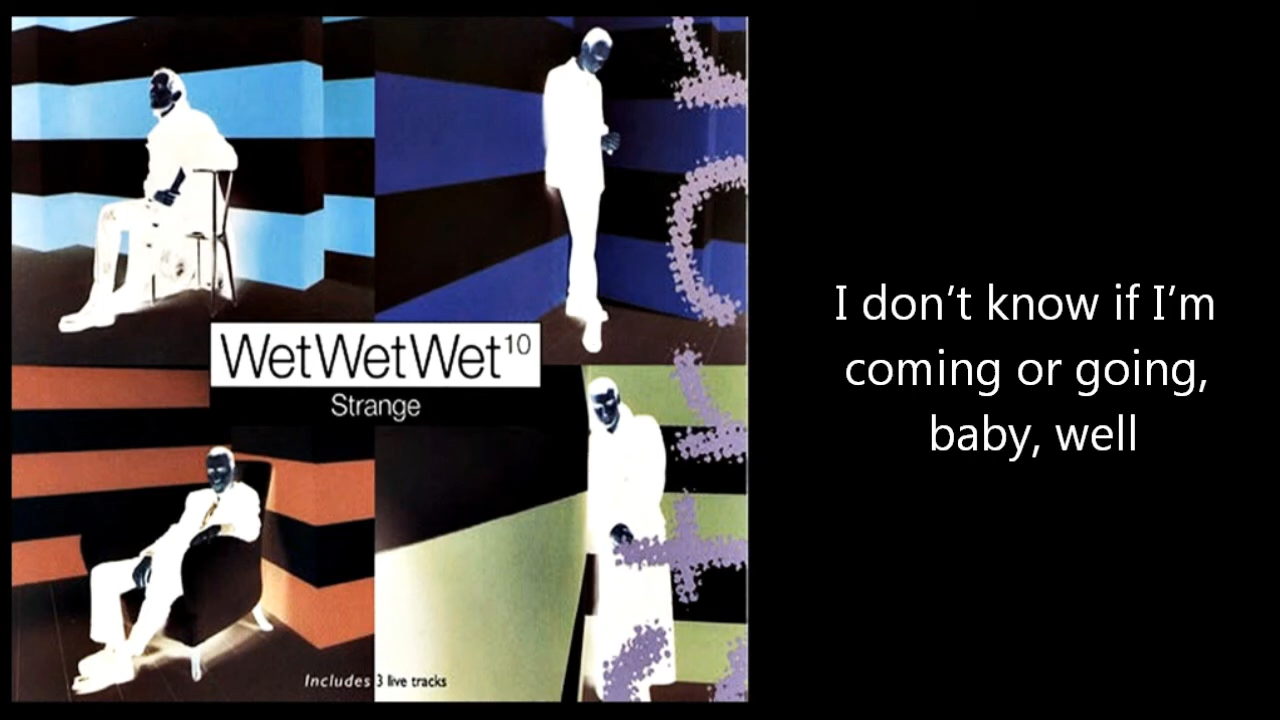 WetWetWet10
Strange
Includes 3 live tracks
I don't know if I'm
coming or going,
baby, well